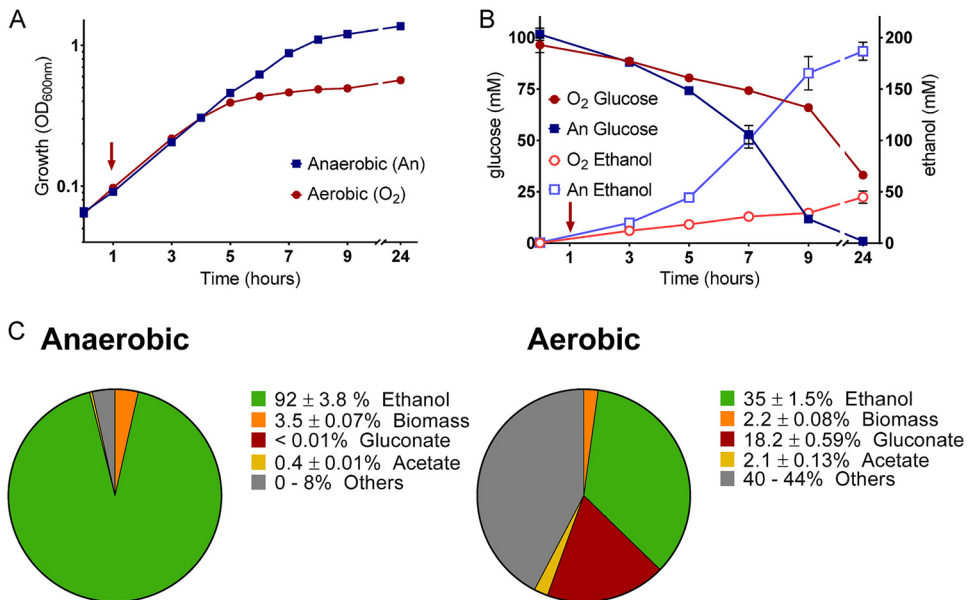 A
1
0.1
Growth (OD600nm)
Anaerobic (An)
Aerobic (O2)
1 3 5 7 9 24
Time (hours)
B
100
75
50
25
0
glucose (mM)
200
150
100
50
0
ethanol (mM)
O2 Glucose
An Glucose
O2 Ethanol
An Ethanol
1 3 5 7 9 24
Time (hours)
C
Anaerobic
92 ± 3.8 % Ethanol
3.5 ± 0.07% Biomass
< 0.01% Gluconate
0.4 ± 0.01% Acetate
0 - 8% Others
Aerobic
35 ± 1.5% Ethanol
2.2 ± 0.08% Biomass
18.2 ± 0.59% Gluconate
2.1 ± 0.13% Acetate
40 - 44% Others